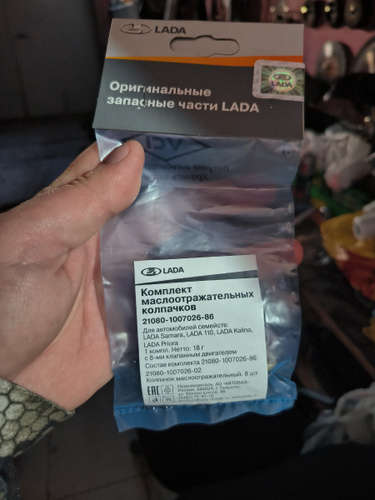 LADA
Оригинальные
запасные части LADA
LADA
Комплект
маслоотражательных
колпачков
21080-1007026-86
Для автомобилей семейств:
LADA Samara, LADA 110, LADA Kalina,
LADA Priora
1 компл. Нетто: 18 г
с 8-ми клапанным двигателем
Состав комплекта 21080-1007026-86:
21080-1007026-02
Колпачок маслоотражательный, 8 шт
EAC